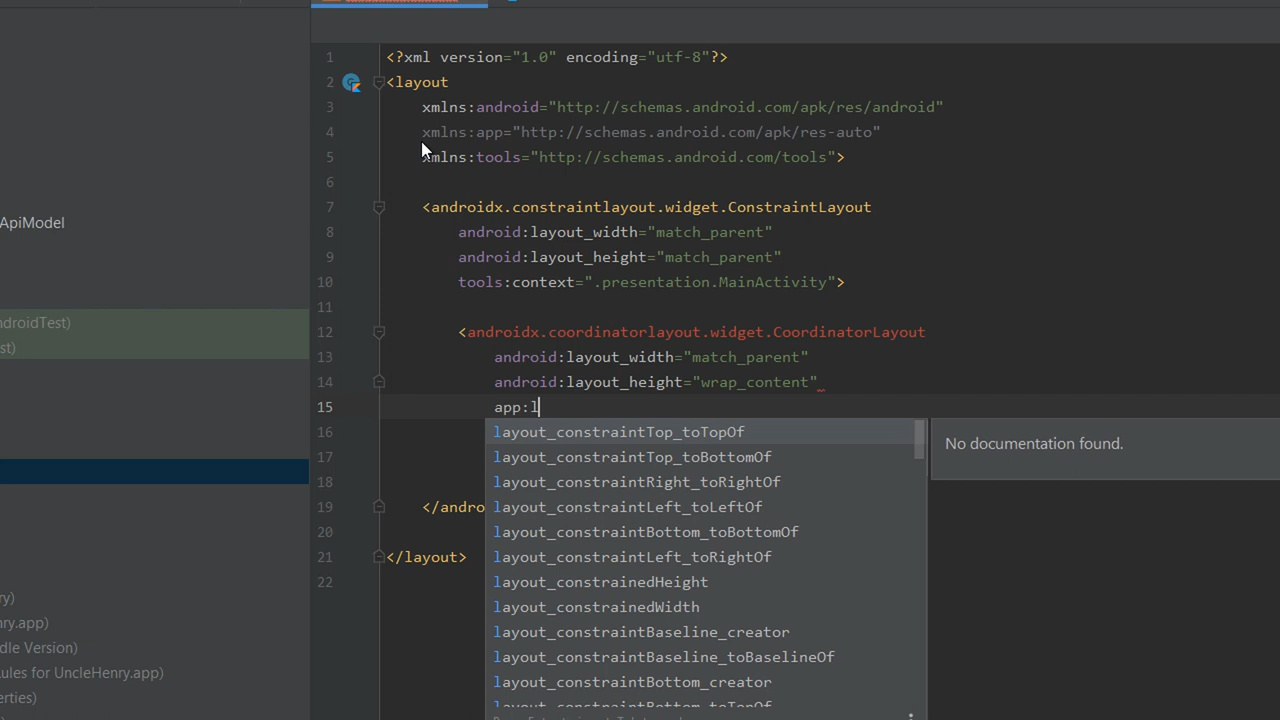 1 <?xml version="1.0" encoding="utf-8"?>
2 <layout
3 xmlns:android="http://schemas.android.com/apk/res/android"
4 xmlns:app="http://schemas.android.com/apk/res-auto"
5 xmlns:tools="http://schemas.android.com/tools">
6
ApiModel
7 <androidx.constraintlayout.widget.ConstraintLayout
8 android:layout_width="match_parent"
9 android:layout_height="match_parent"
10 tools:context=".presentation.MainActivity">
11
ndroidTest)
12 <androidx.coordinatorlayout.widget.CoordinatorLayout
st)
13 android:layout_width="match_parent"
14 android:layout_height="wrap_content"
15 app:l
16 layout_constraintTop_toTopOf
No documentation found.
17 layout_constraintTop_toBottomOf
18 layout_constraintRight_toRightOf
19 </andro layout_constraintLeft_toLeftOf
20 layout_constraintBottom_toBottomOf
21 </layout> layout_constraintLeft_toRightOf
22 layout_constrainedHeight
ry)
layout_constrainedWidth
ry.app)
layout_constraintBaseline_creator
dle Version)
layout_constraintBaseline_toBaselineOf
ules for UncleHenry.app)
layout_constraintBottom_creator
erties)
layout_constraintBottom_toTopOf